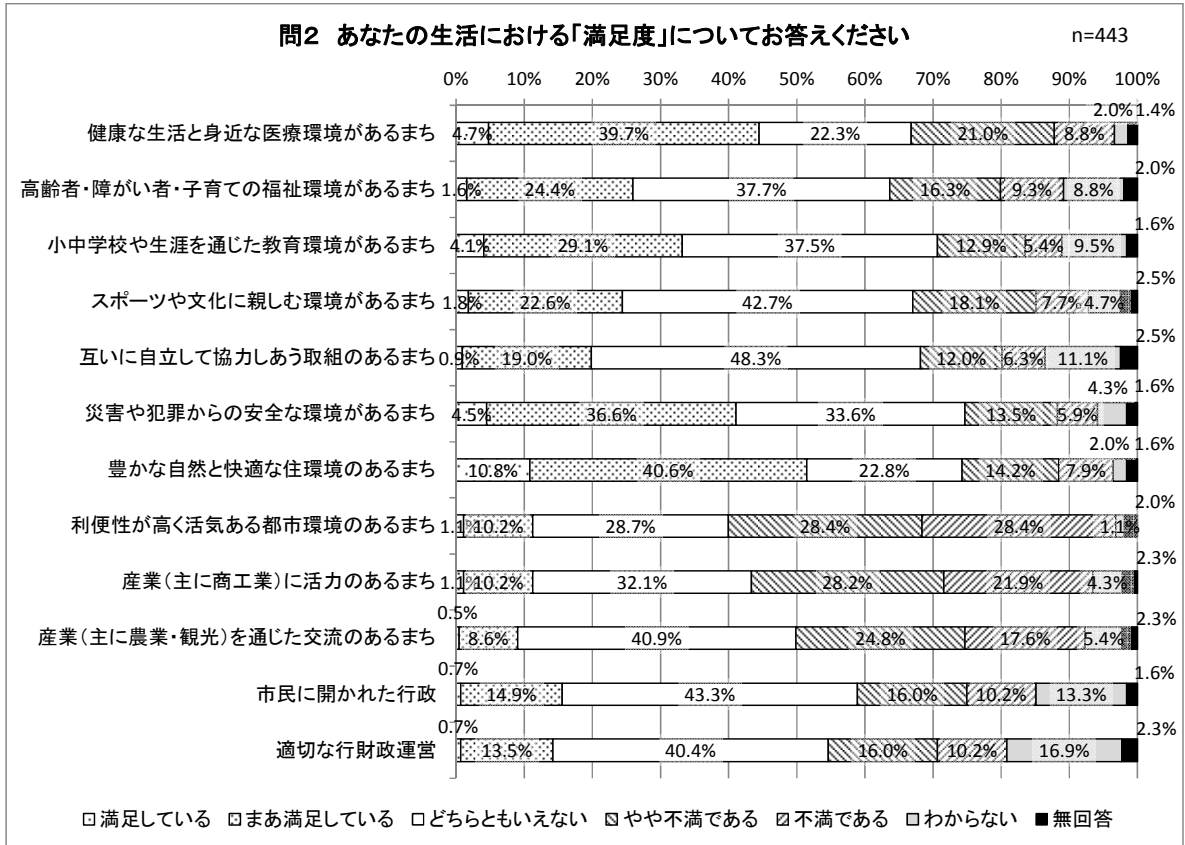 問2 あなたの生活における「満足度」についてお答えください n=443
0% 10% 20% 30% 40% 50% 60% 70% 80% 90% 100%
2.0% 1.4%
健康な生活と身近な医療環境があるまち 4.7% 39.7% 22.3% 21.0% 8.8%
2.0%
高齢者・障がい者・子育ての福祉環境があるまち 1.6% 24.4% 37.7% 16.3% 9.3% 8.8%
1.6%
小中学校や生涯を通じた教育環境があるまち 4.1% 29.1% 37.5% 12.9% 5.4% 9.5%
2.5%
スポーツや文化に親しむ環境があるまち 1.8% 22.6% 42.7% 18.1% 7.7% 4.7%
2.5%
互いに自立して協力しあう取組のあるまち 0.9% 19.0% 48.3% 12.0% 6.3% 11.1%
4.3% 1.6%
災害や犯罪からの安全な環境があるまち 4.5% 36.6% 33.6% 13.5% 5.9%
2.0% 1.6%
豊かな自然と快適な住環境のあるまち 10.8% 40.6% 22.8% 14.2% 7.9%
2.0%
利便性が高く活気ある都市環境のあるまち 1.1% 10.2% 28.7% 28.4% 28.4% 1.1%
2.3%
産業(主に商工業)に活力のあるまち 1.1% 10.2% 32.1% 28.2% 21.9% 4.3%
0.5% 2.3%
産業(主に農業・観光)を通じた交流のあるまち 8.6% 40.9% 24.8% 17.6% 5.4%
0.7% 1.6%
市民に開かれた行政 14.9% 43.3% 16.0% 10.2% 13.3%
0.7% 2.3%
適切な行財政運営 13.5% 40.4% 16.0% 10.2% 16.9%
満足している まあ満足している どちらともいえない やや不満である 不満である わからない 無回答